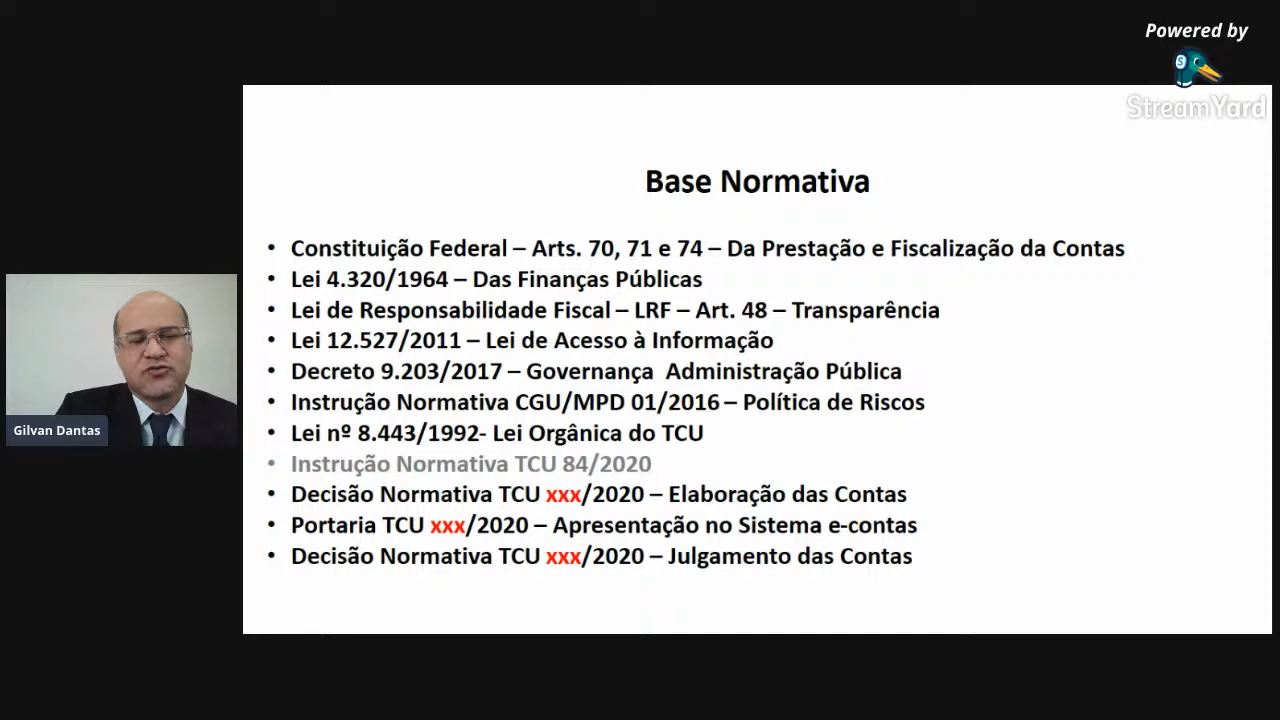 Powered by
StreamYard
Base Normativa
• Constituição Federal – Arts. 70, 71 e 74 – Da Prestação e Fiscalização da Contas
• Lei 4.320/1964 – Das Finanças Públicas
• Lei de Responsabilidade Fiscal – LRF – Art. 48 – Transparência
• Lei 12.527/2011 – Lei de Acesso à Informação
• Decreto 9.203/2017 – Governança  Administração Pública
• Instrução Normativa CGU/MPD 01/2016 – Política de Riscos
• Lei nº 8.443/1992- Lei Orgânica do TCU
• Instrução Normativa TCU 84/2020
• Decisão Normativa TCU xxx/2020 – Elaboração das Contas
• Portaria TCU xxx/2020 – Apresentação no Sistema e-contas
• Decisão Normativa TCU xxx/2020 – Julgamento das Contas
Gilvan Dantas